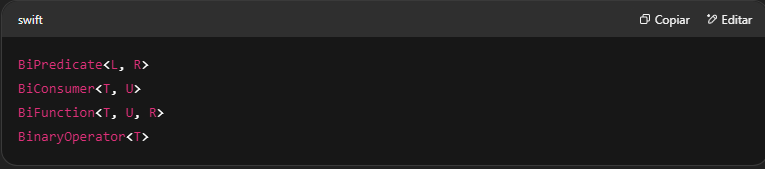 swift
Copiar
Editar
BiPredicate<L, R>
BiConsumer<T, U>
BiFunction<T, U, R>
BinaryOperator<T>